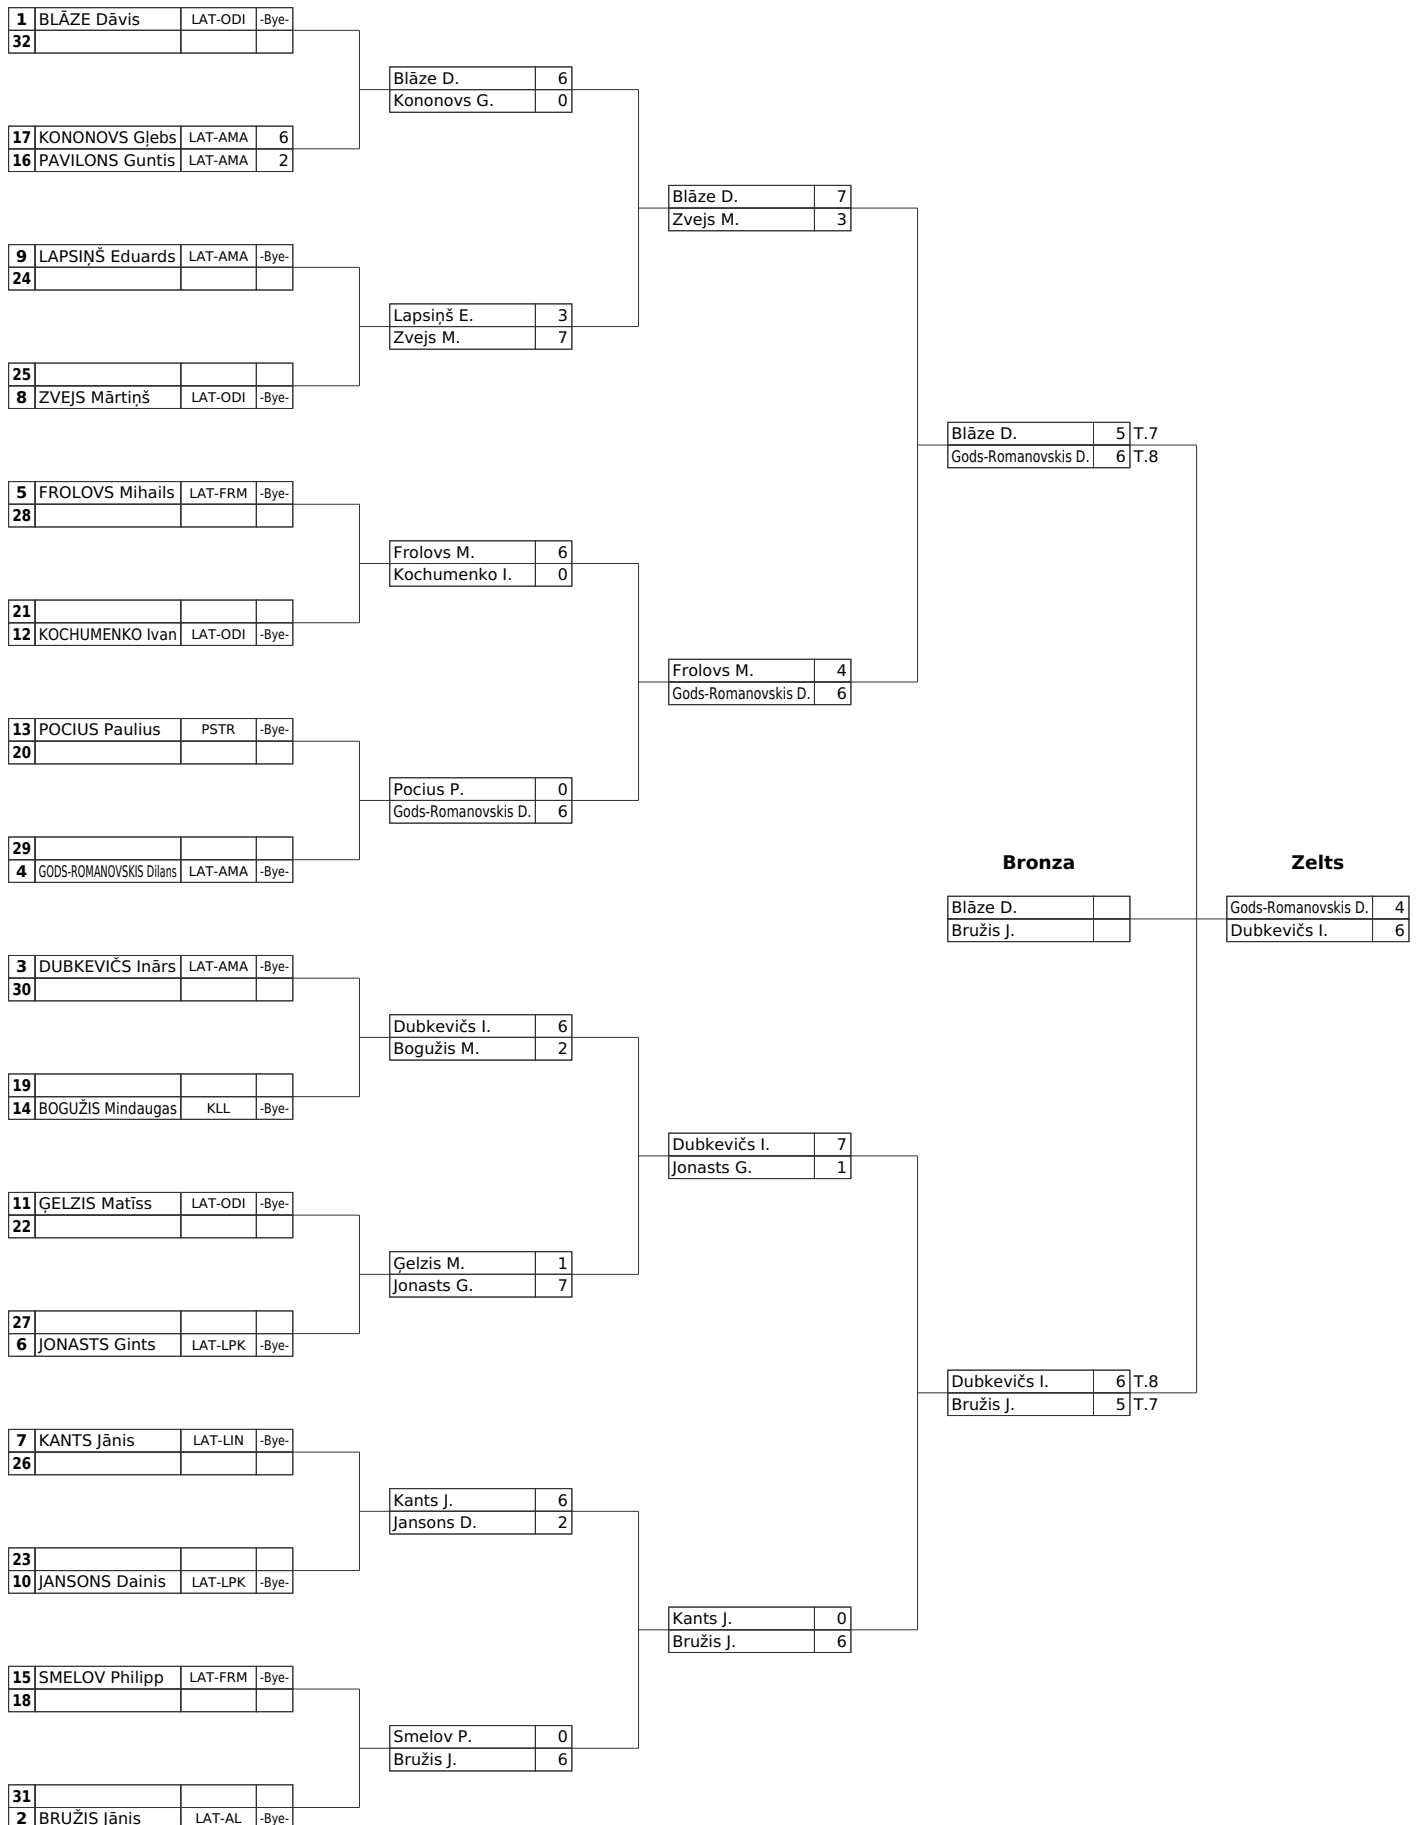 1 BLĀZE Dāvis LAT-ODI -Bye-
32
Blāze D. 6
Kononovs G. 0
17 KONONOVS Gļebs LAT-AMA 6
16 PAVILONS Guntis LAT-AMA 2
Blāze D. 7
Zvejs M. 3
9 LAPSIŅŠ Eduards LAT-AMA -Bye-
24
Lapsiņš E. 3
Zvejs M. 7
25
8 ZVEJS Mārtiņš LAT-ODI -Bye-
Blāze D. 5 T.7
Gods-Romanovskis D. 6 T.8
5 FROLOVS Mihails LAT-FRM -Bye-
28
Frolovs M. 6
Kochumenko I. 0
21
12 KOCHUMENKO Ivan LAT-ODI -Bye-
Frolovs M. 4
Gods-Romanovskis D. 6
13 POCIUS Paulius PSTR -Bye-
20
Pocius P. 0
Gods-Romanovskis D. 6
29
4 GODS-ROMANOVSKIS Dilans LAT-AMA -Bye-
Bronza Zelts
Blāze D. Gods-Romanovskis D. 4
Bružis J. Dubkevičs I. 6
3 DUBKEVIČS Inārs LAT-AMA -Bye-
30
Dubkevičs I. 6
Bogužis M. 2
19
14 BOGUŽIS Mindaugas KLL -Bye-
Dubkevičs I. 7
Jonasts G. 1
11 ĢELZIS Matīss LAT-ODI -Bye-
22
Ģelzis M. 1
Jonasts G. 7
27
6 JONASTS Gints LAT-LPK -Bye-
Dubkevičs I. 6 T.8
Bružis J. 5 T.7
7 KANTS Jānis LAT-LIN -Bye-
26
Kants J. 6
Jansons D. 2
23
10 JANSONS Dainis LAT-LPK -Bye-
Kants J. 0
Bružis J. 6
15 SMELOV Philipp LAT-FRM -Bye-
18
Smelov P. 0
Bružis J. 6
31
2 BRUŽIS Jānis LAT-AL -Bye-